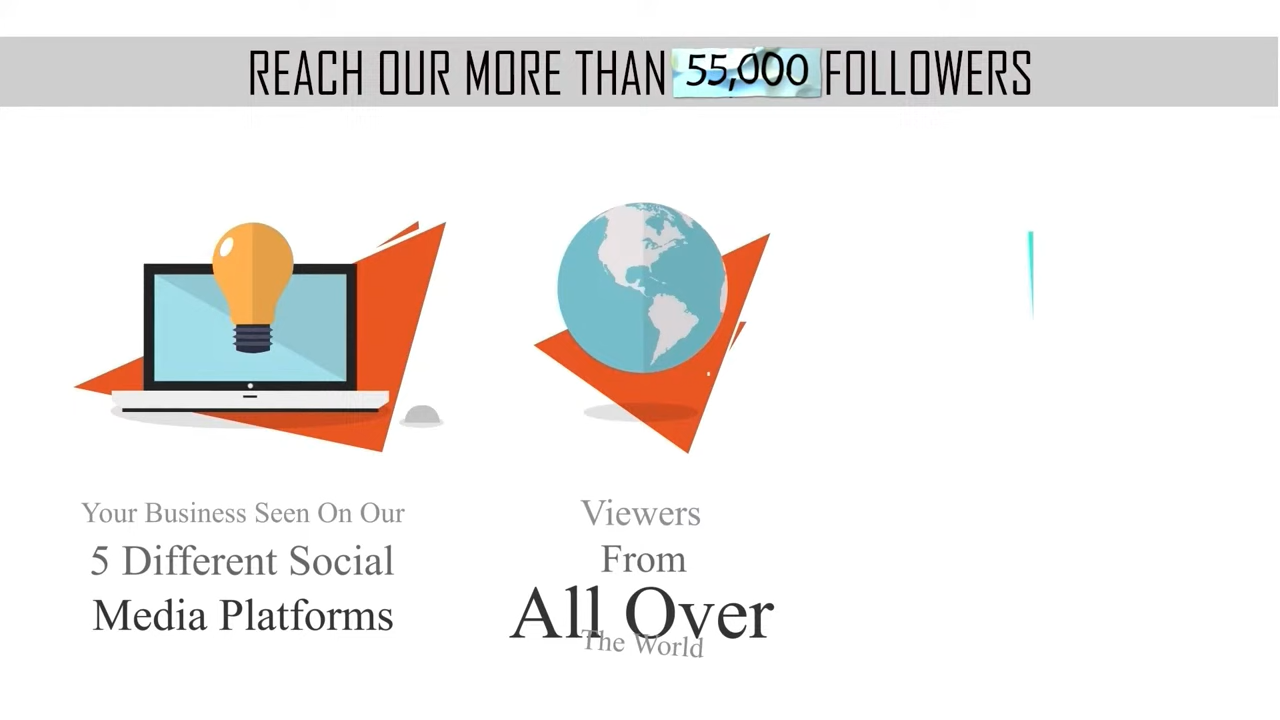 REACH OUR MORE THAN 55,000 FOLLOWERS
Your Business Seen On Our
5 Different Social
Media Platforms
Viewers
From
All Over
The World